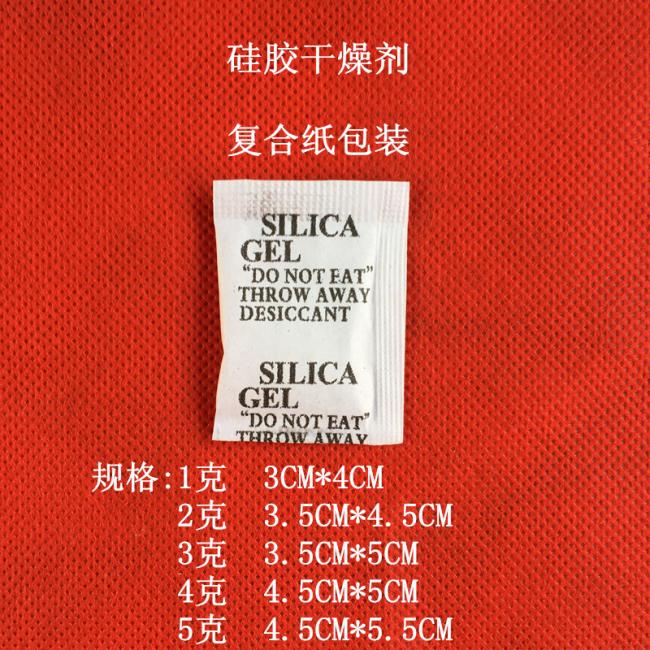 硅胶干燥剂
复合纸包装
SILICA
GEL
“DO NOT EAT”
THROW AWAY
DESICCANT
SILICA
GEL
“DO NOT EAT”
THROW AWAY
规格:1克 3CM*4CM
2克 3.5CM*4.5CM
3克 3.5CM*5CM
4克 4.5CM*5CM
5克 4.5CM*5.5CM